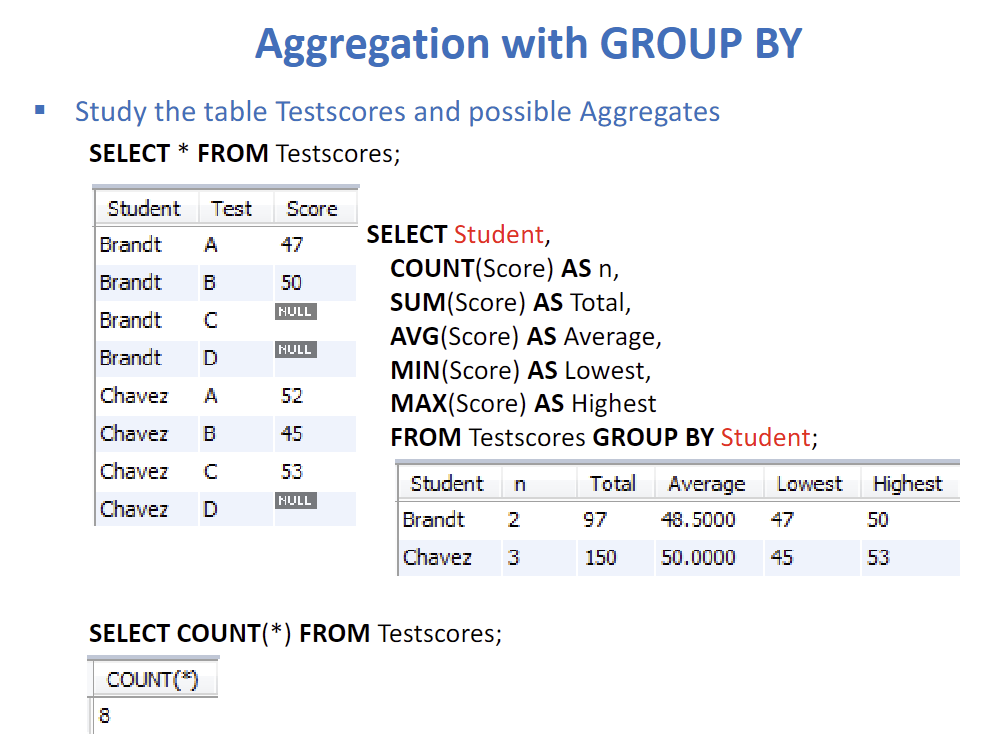 Aggregation with GROUP BY
▪ Study the table Testscores and possible Aggregates
SELECT * FROM Testscores;
Student Test Score
Brandt A 47
Brandt B 50
Brandt C NULL
Brandt D NULL
Chavez A 52
Chavez B 45
Chavez C 53
Chavez D NULL
SELECT Student,
COUNT(Score) AS n,
SUM(Score) AS Total,
AVG(Score) AS Average,
MIN(Score) AS Lowest,
MAX(Score) AS Highest
FROM Testscores GROUP BY Student;
Student n Total Average Lowest Highest
Brandt 2 97 48.5000 47 50
Chavez 3 150 50.0000 45 53
SELECT COUNT(*) FROM Testscores;
COUNT(*)
8